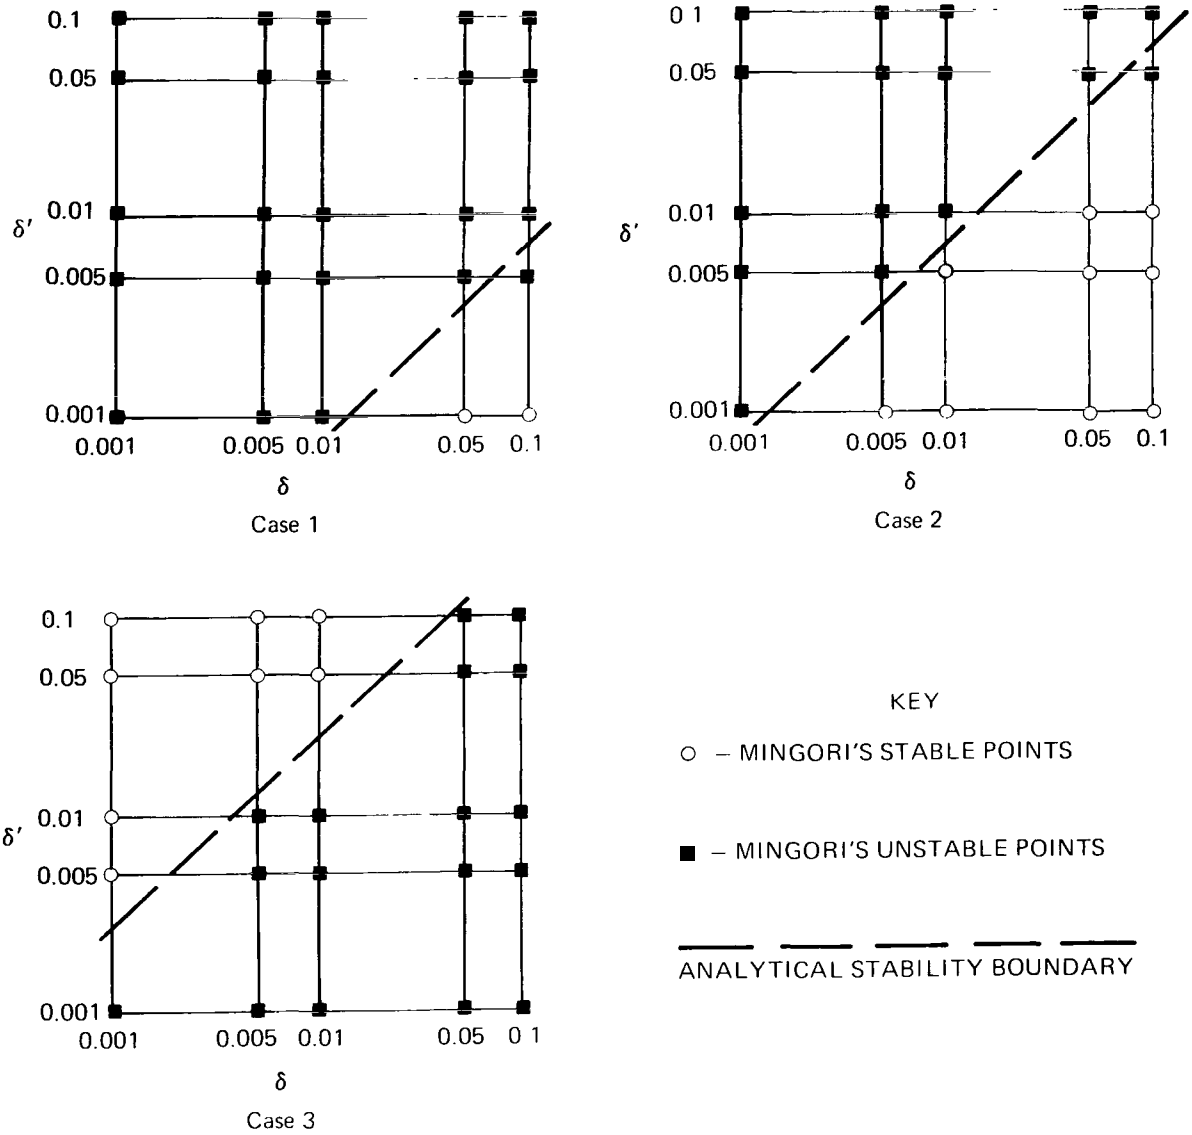 0.1
0.05
δ′
0.01
0.005
0.001
0.001 0.005 0.01 0.05 0.1
δ
Case 1
0 1
0.05
δ′
0.01
0.005
0.001
0.001 0.005 0.01 0.05 0.1
δ
Case 2
0.1
0.05
0.01
δ′
0.005
0.001
0.001 0.005 0.01 0.05 0 1
δ
Case 3
KEY
– MINGORI'S STABLE POINTS
– MINGORI'S UNSTABLE POINTS
ANALYTICAL STABILITY BOUNDARY